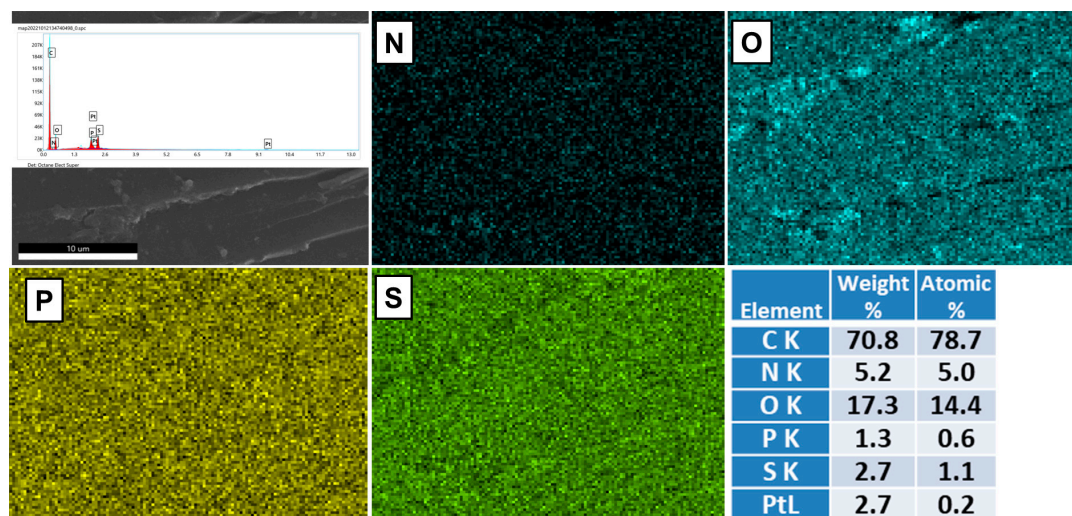 map20221012134740498_0.spc
207K
184K
161K
138K
115K
92K
69K
46K
23K
0K
C
O
N
Pt
P
S
Pt
Pt
0.0 1.3 2.6 3.9 5.2 6.5 7.8 9.1 10.4 11.7 13.0
Det: Octane Elect Super
10 um
N
O
P
S
Element Weight % Atomic %
C K 70.8 78.7
N K 5.2 5.0
O K 17.3 14.4
P K 1.3 0.6
S K 2.7 1.1
PtL 2.7 0.2